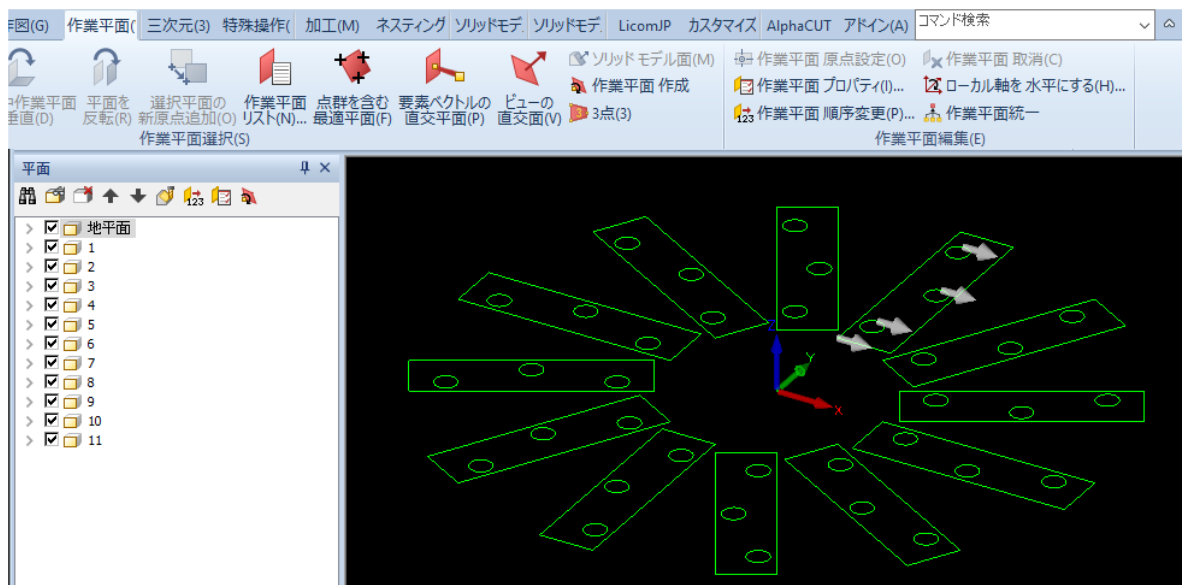 作業平面( 三次元(3) 特殊操作( 加工(M) ネスティング ソリッドモデ ソリッドモデ LicomJP カスタマイズ AlphaCUT アドイン(A) コマンド検索
図(G)
作業平面 垂直(D)
平面を 反転(R)
選択平面の 新原点追加(O)
作業平面 リスト(N)...
点群を含む 最適平面(F)
要素ベクトルの 直交平面(P)
ビューの 直交面(V)
ソリッド モデル面(M)
作業平面 作成
3点(3)
作業平面選択(S)
作業平面 原点設定(O)
作業平面 プロパティ(I)...
作業平面 順序変更(P)...
作業平面 取消(C)
ローカル軸を 水平にする(H)...
作業平面統一
作業平面編集(E)
平面
123
地平面
1
2
3
4
5
6
7
8
9
10
11
Z
Y
X